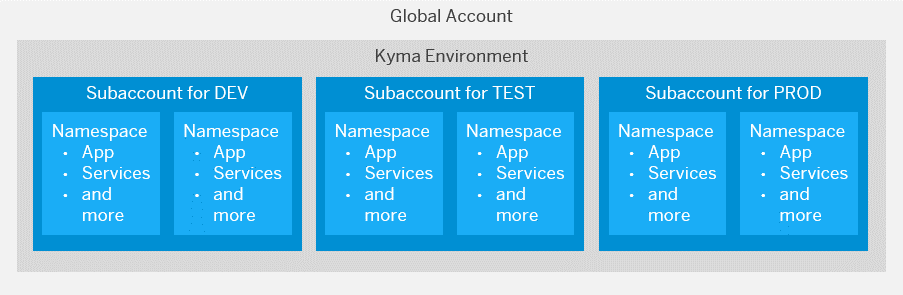 Global Account
Kyma Environment
Subaccount for DEV
Namespace
• App
• Services
• and
more
Namespace
• App
• Services
• and
more
Subaccount for TEST
Namespace
• App
• Services
• and
more
Namespace
• App
• Services
• and
more
Subaccount for PROD
Namespace
• App
• Services
• and
more
Namespace
• App
• Services
• and
more